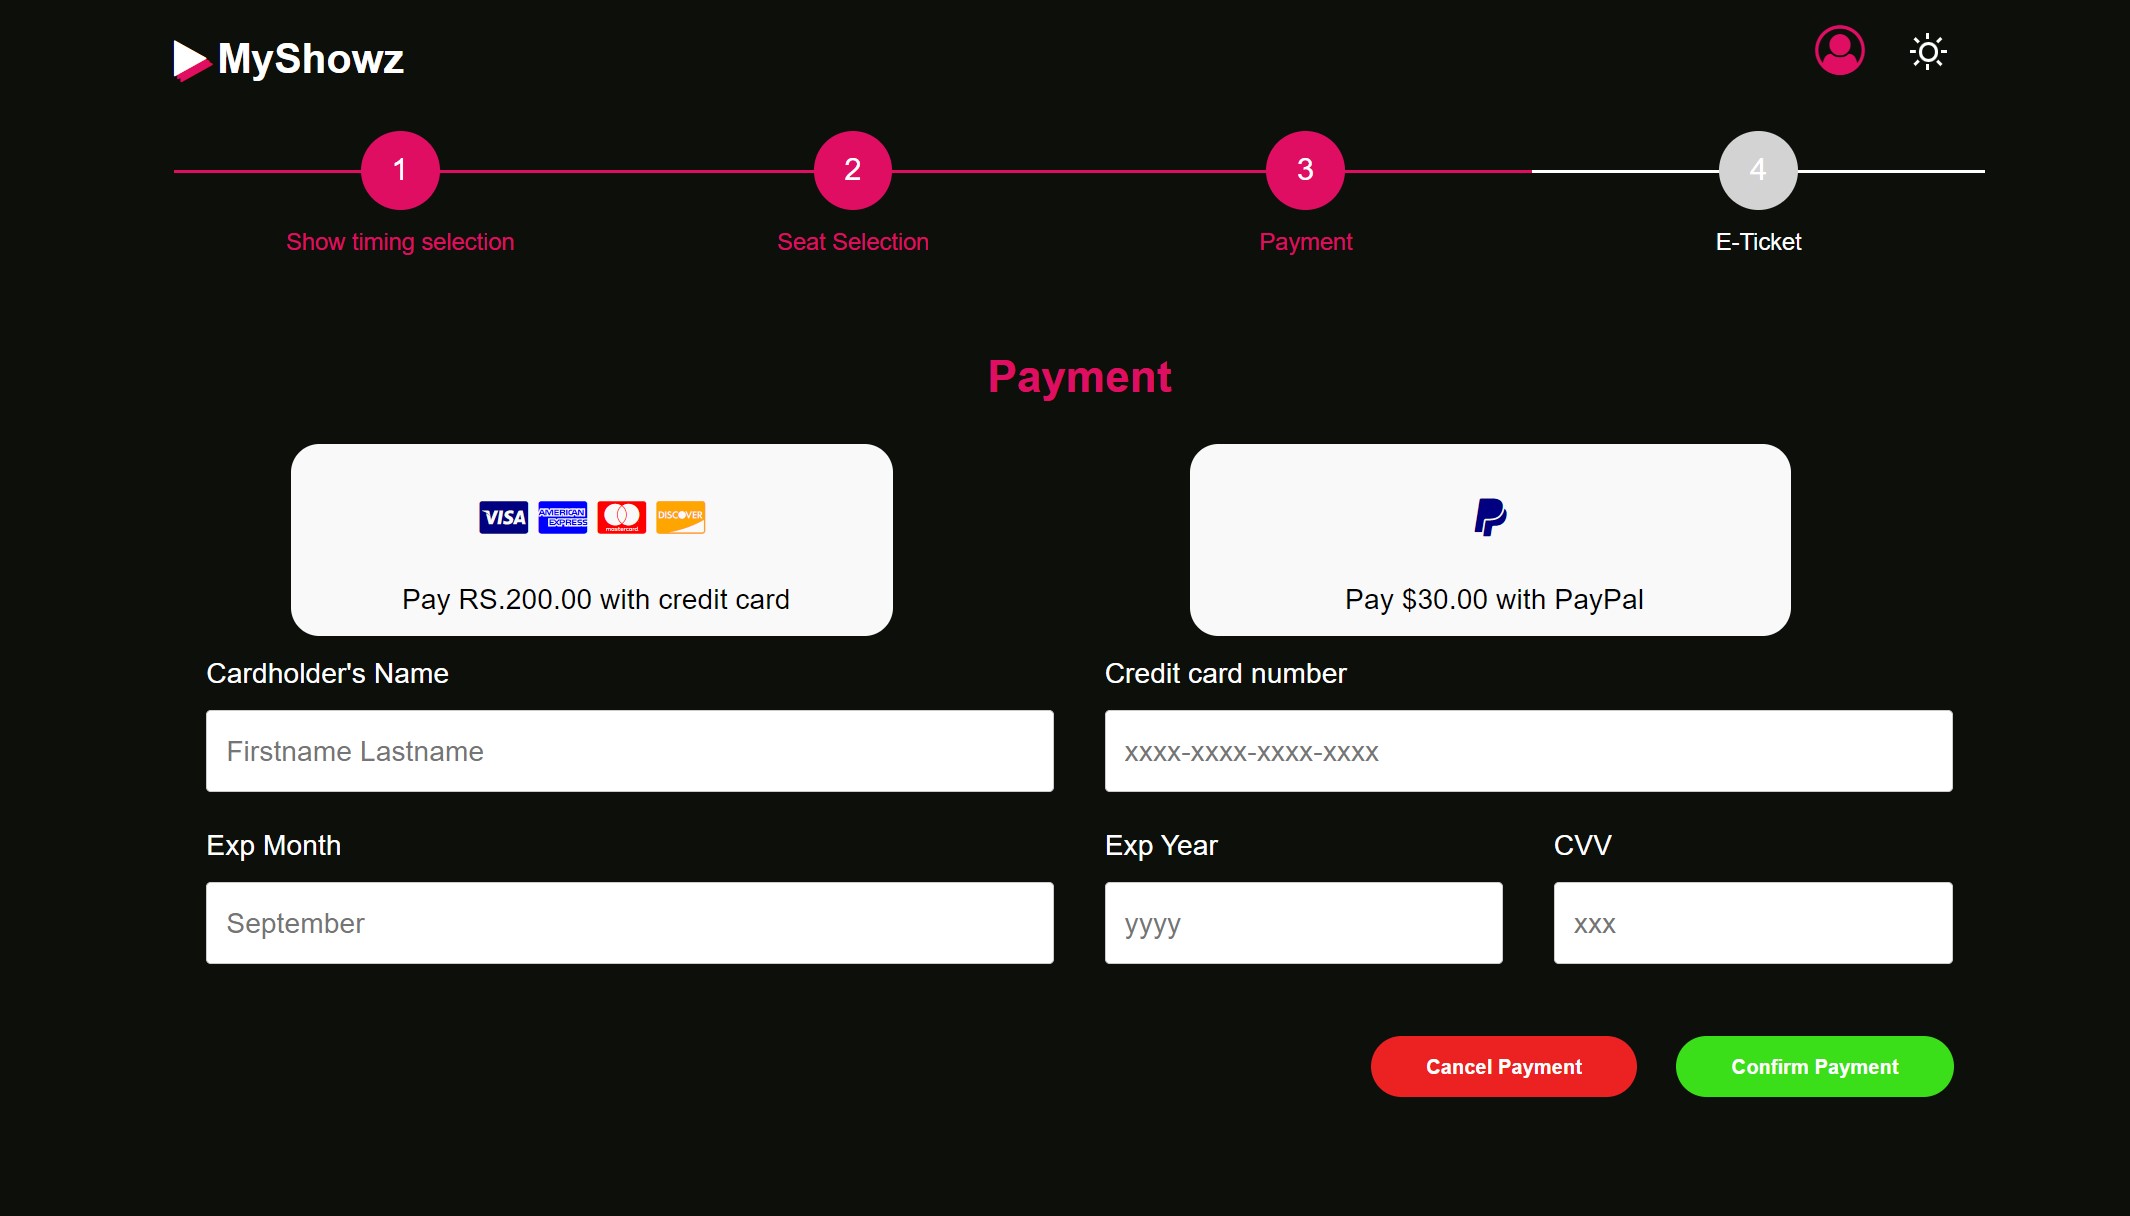 MyShowz
1 2 3 4
Show timing selection Seat Selection Payment E-Ticket
Payment
VISA AMERICAN EXPRESS mastercard DISCOVER
Pay RS.200.00 with credit card
Pay $30.00 with PayPal
Cardholder's Name
Firstname Lastname
Credit card number
xxxx-xxxx-xxxx-xxxx
Exp Month
September
Exp Year
yyyy
CVV
xxx
Cancel Payment
Confirm Payment